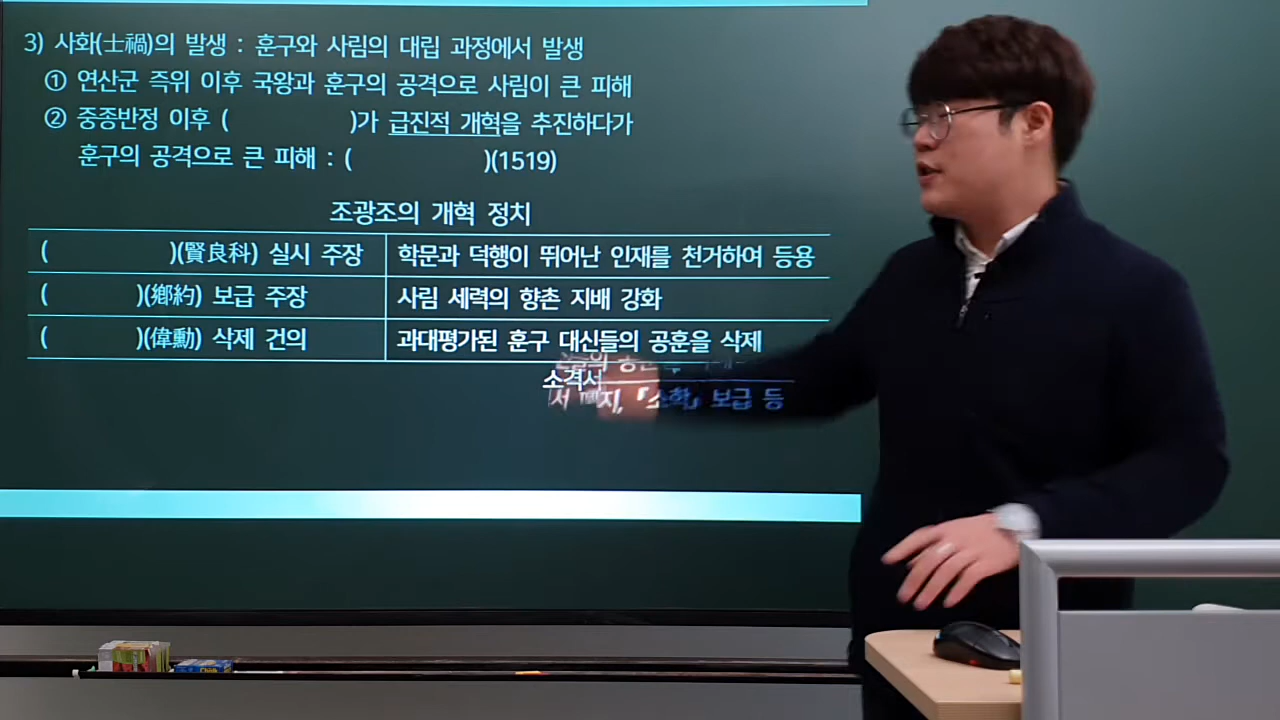 3) 사화(士禍)의 발생 : 훈구와 사림의 대립 과정에서 발생
① 연산군 즉위 이후 국왕과 훈구의 공격으로 사림이 큰 피해
② 중종반정 이후 ( )가 급진적 개혁을 추진하다가
훈구의 공격으로 큰 피해 : ( )(1519)
조광조의 개혁 정치
( )(賢良科) 실시 주장 학문과 덕행이 뛰어난 인재를 천거하여 등용
( )(鄕約) 보급 주장 사림 세력의 향촌 지배 강화
( )(偉勳) 삭제 건의 과대평가된 훈구 대신들의 공훈을 삭제
소격서
『소학』 보급 등